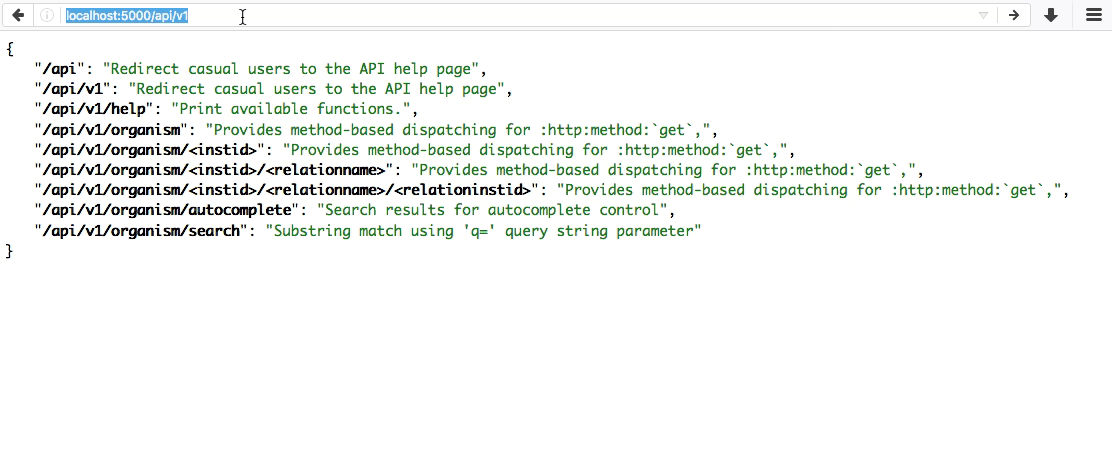 localhost:5000/api/v1
{
"/api": "Redirect casual users to the API help page",
"/api/v1": "Redirect casual users to the API help page",
"/api/v1/help": "Print available functions.",
"/api/v1/organism": "Provides method-based dispatching for :http:method:`get`,",
"/api/v1/organism/<instid>": "Provides method-based dispatching for :http:method:`get`,",
"/api/v1/organism/<instid>/<relationname>": "Provides method-based dispatching for :http:method:`get`,",
"/api/v1/organism/<instid>/<relationname>/<relationinstid>": "Provides method-based dispatching for :http:method:`get`,",
"/api/v1/organism/autocomplete": "Search results for autocomplete control",
"/api/v1/organism/search": "Substring match using 'q=' query string parameter"
}